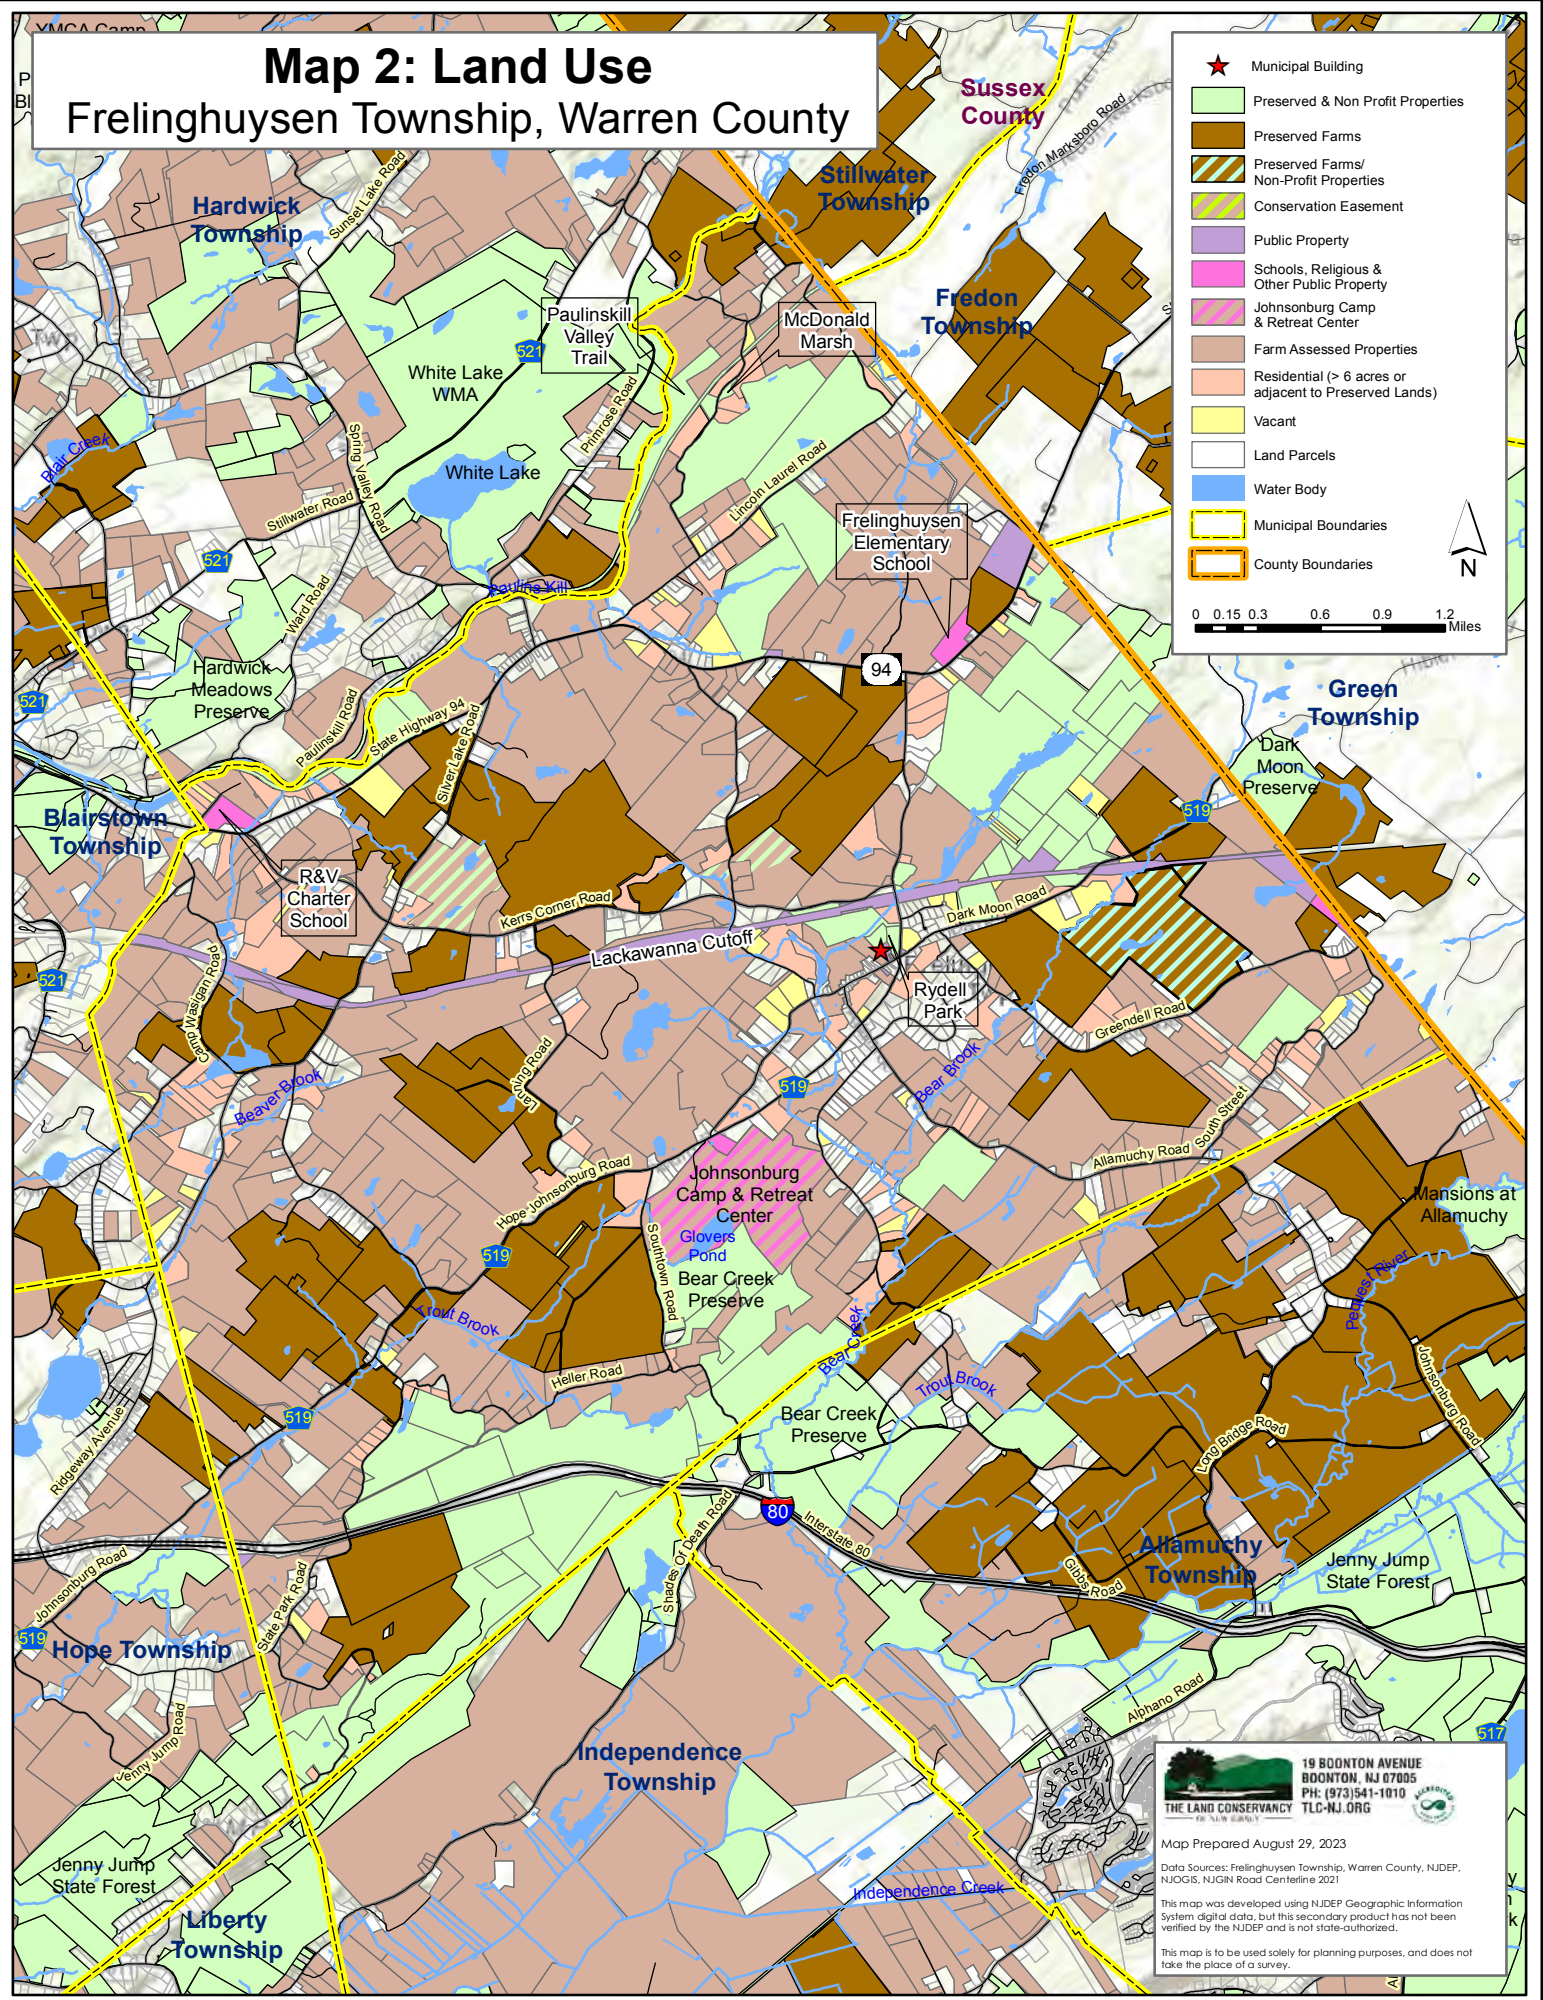 YMCA Camp
Map 2: Land Use
Frelinghuysen Township, Warren County
Municipal Building
Preserved & Non Profit Properties
Preserved Farms
Preserved Farms/
Non-Profit Properties
Conservation Easement
Public Property
Schools, Religious &
Other Public Property
Johnsonburg Camp
& Retreat Center
Farm Assessed Properties
Residential (> 6 acres or
adjacent to Preserved Lands)
Vacant
Land Parcels
Water Body
Municipal Boundaries
County Boundaries
N
0 0.15 0.3 0.6 0.9 1.2
Miles
Sussex
County
Fredon Marksboro Road
Stillwater
Township
Hardwick
Township
Sunset Lake Road
Fredon
Township
Paulinskill
Valley
Trail
McDonald
Marsh
521
White Lake
WMA
Primrose Road
White Lake
Blair Creek
Spring Valley Road
Stillwater Road
Lincoln Laurel Road
Frelinghuysen
Elementary
School
521
Paulins Kill
Ward Road
Hardwick
Meadows
Preserve
94
521
Green
Township
Paulinskill Road
State Highway 94
Silver Lake Road
Dark
Moon
Preserve
519
Blairstown
Township
R&V
Charter
School
Kerrs Corner Road
Dark Moon Road
Lackawanna Cutoff
521
Camp Wasigan Road
Rydell
Park
Greendell Road
Lanning Road
Bear Brook
Beaver Brook
519
South Street
Allamuchy Road
Johnsonburg
Camp & Retreat
Center
Mansions at
Allamuchy
Hope Johnsonburg Road
Glovers
Pond
519
Southtown Road
Bear Creek
Preserve
Pequest River
Trout Brook
Bear Creek
Heller Road
Trout Brook
Johnsonburg Road
519
Bear Creek
Preserve
Ridgeway Avenue
Long Bridge Road
80
Interstate 80
Shades Of Death Road
Allamuchy
Township
Jenny Jump
State Forest
Gibbs Road
Johnsonburg Road
State Park Road
519
Hope Township
Alphano Road
Jenny Jump Road
517
Independence
Township
Jenny Jump
State Forest
Independence Creek
Liberty
Township
THE LAND CONSERVANCY
OF NEW JERSEY
19 BOONTON AVENUE
BOONTON, NJ 07005
PH: (973)541-1010
TLC-NJ.ORG
ACCREDITED
Map Prepared August 29, 2023
Data Sources: Frelinghuysen Township, Warren County, NJDEP,
NJOGIS, NJGIN Road Centerline 2021
This map was developed using NJDEP Geographic Information
System digital data, but this secondary product has not been
verified by the NJDEP and is not state-authorized.
This map is to be used solely for planning purposes, and does not
take the place of a survey.